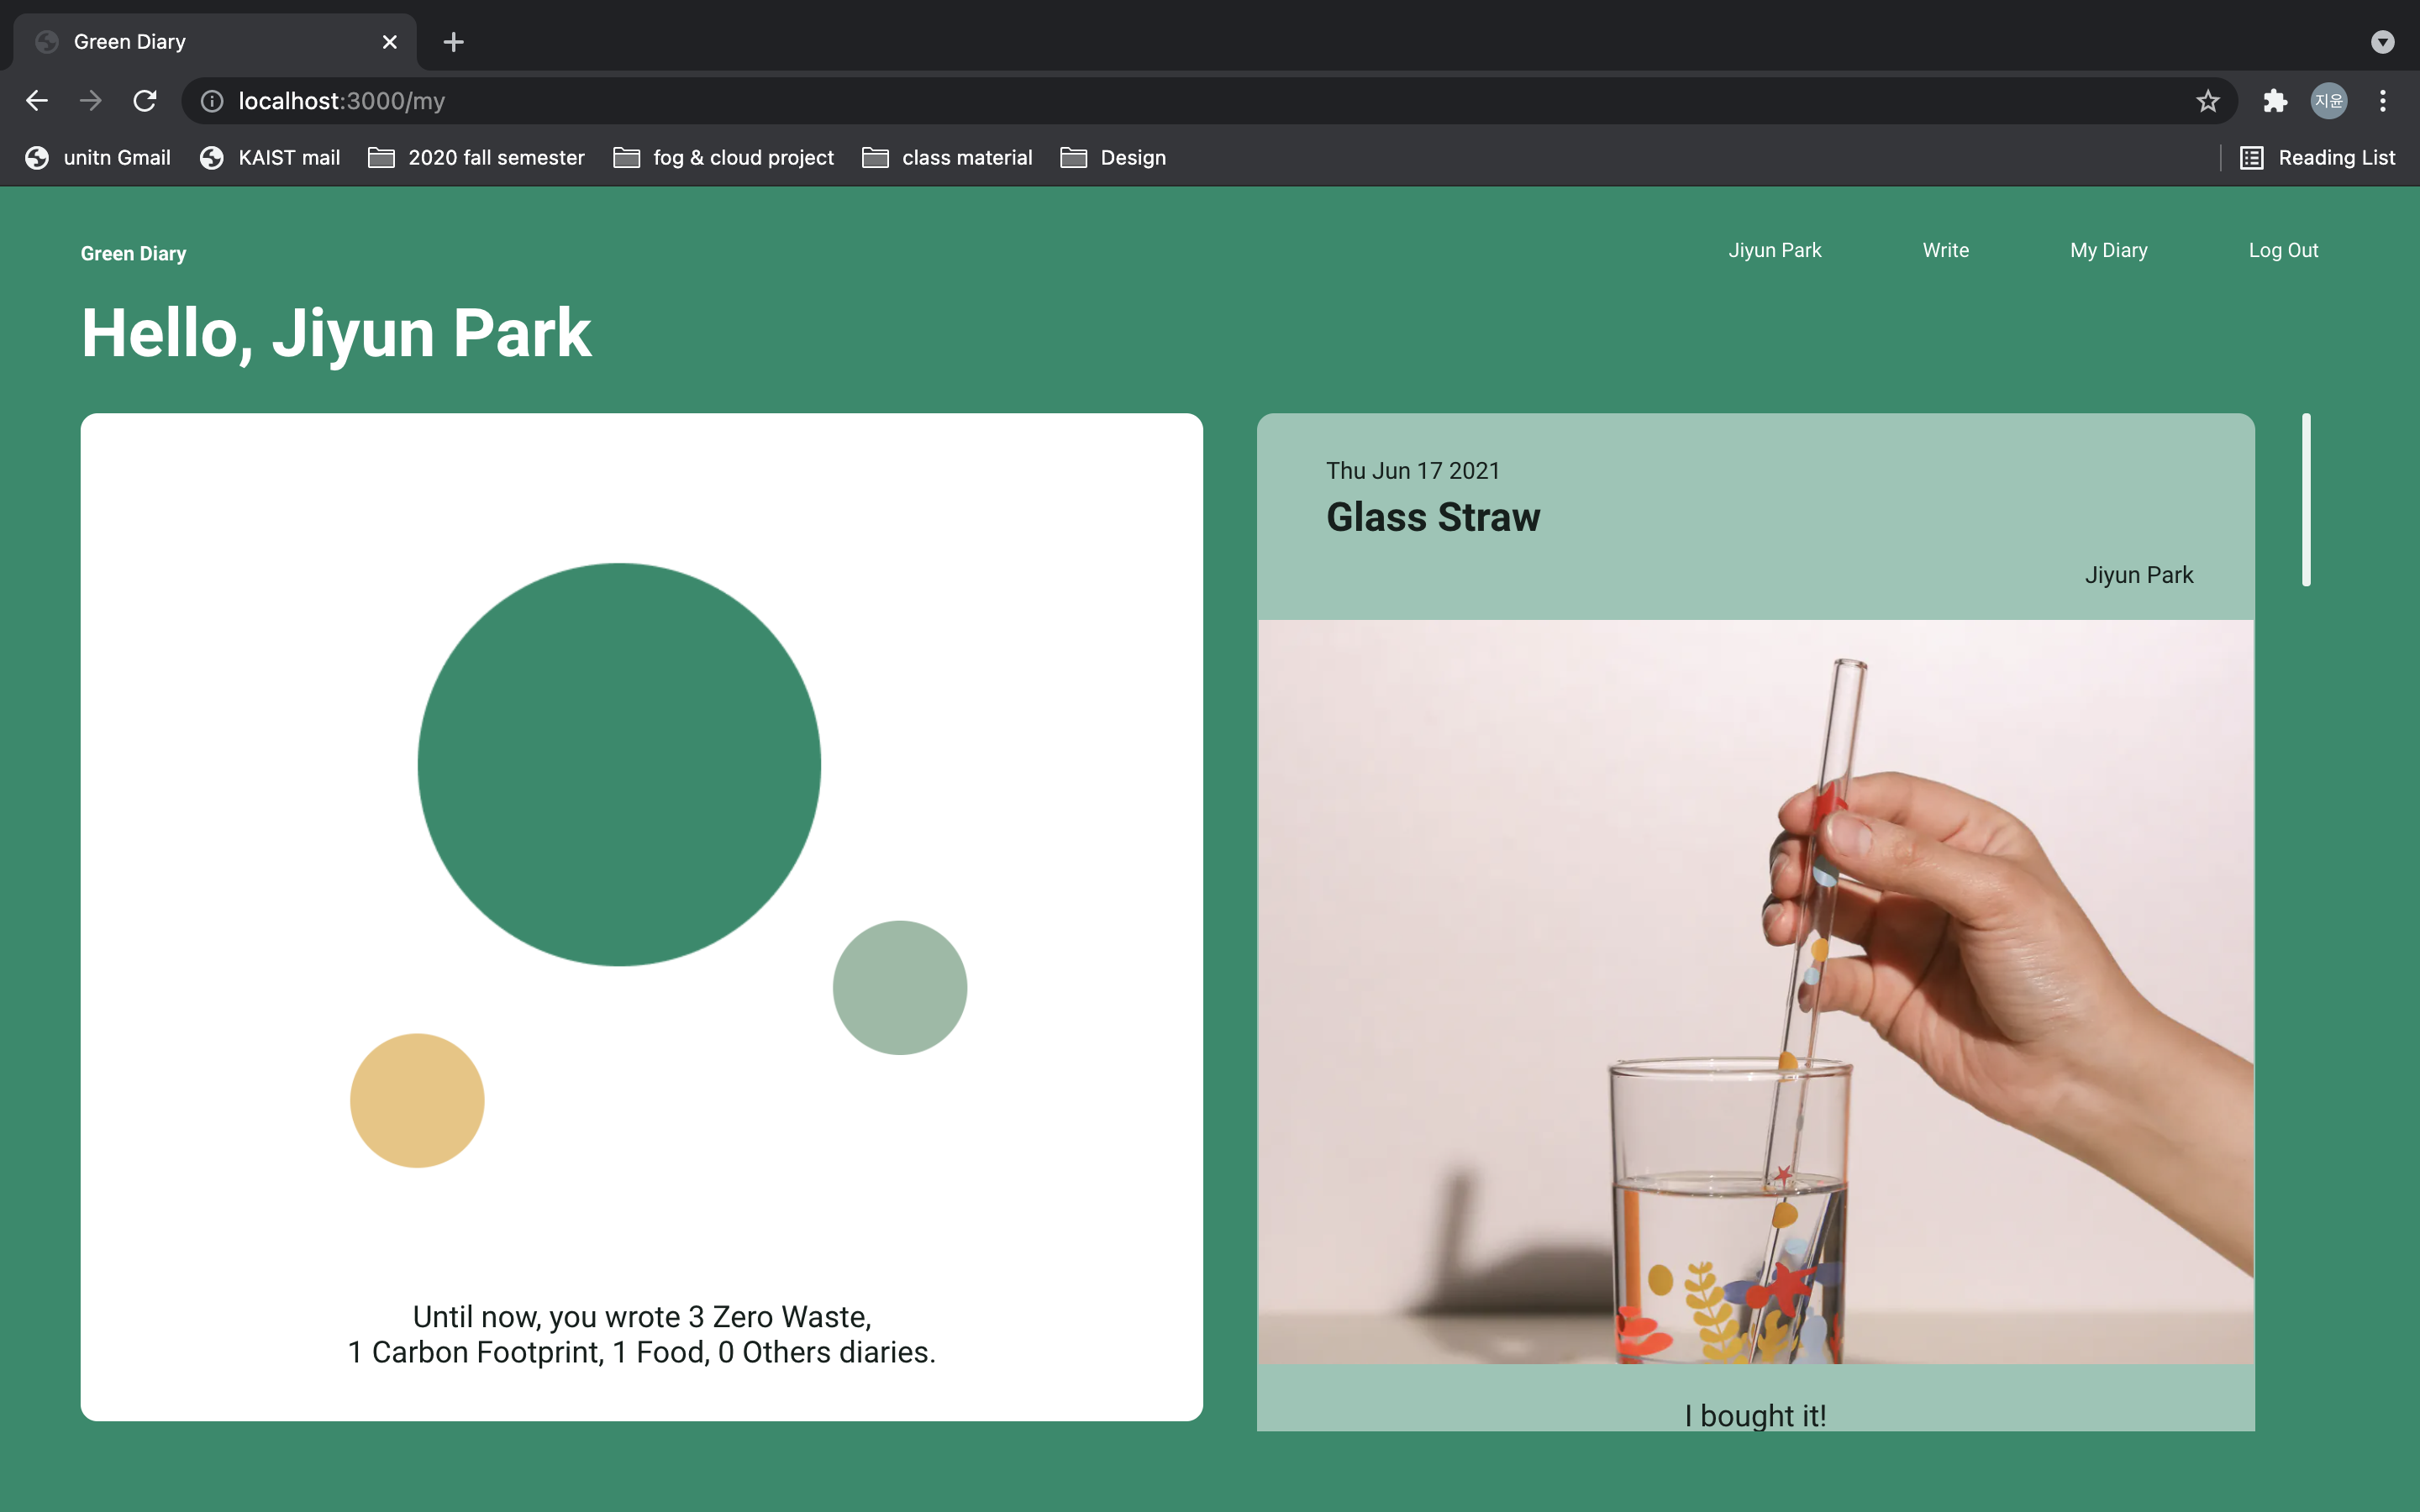 Green Diary
localhost:3000/my
지윤
unitn Gmail
KAIST mail
2020 fall semester
fog & cloud project
class material
Design
Reading List
Green Diary
Jiyun Park
Write
My Diary
Log Out
Hello, Jiyun Park
Until now, you wrote 3 Zero Waste,
1 Carbon Footprint, 1 Food, 0 Others diaries.
Thu Jun 17 2021
Glass Straw
Jiyun Park
I bought it!